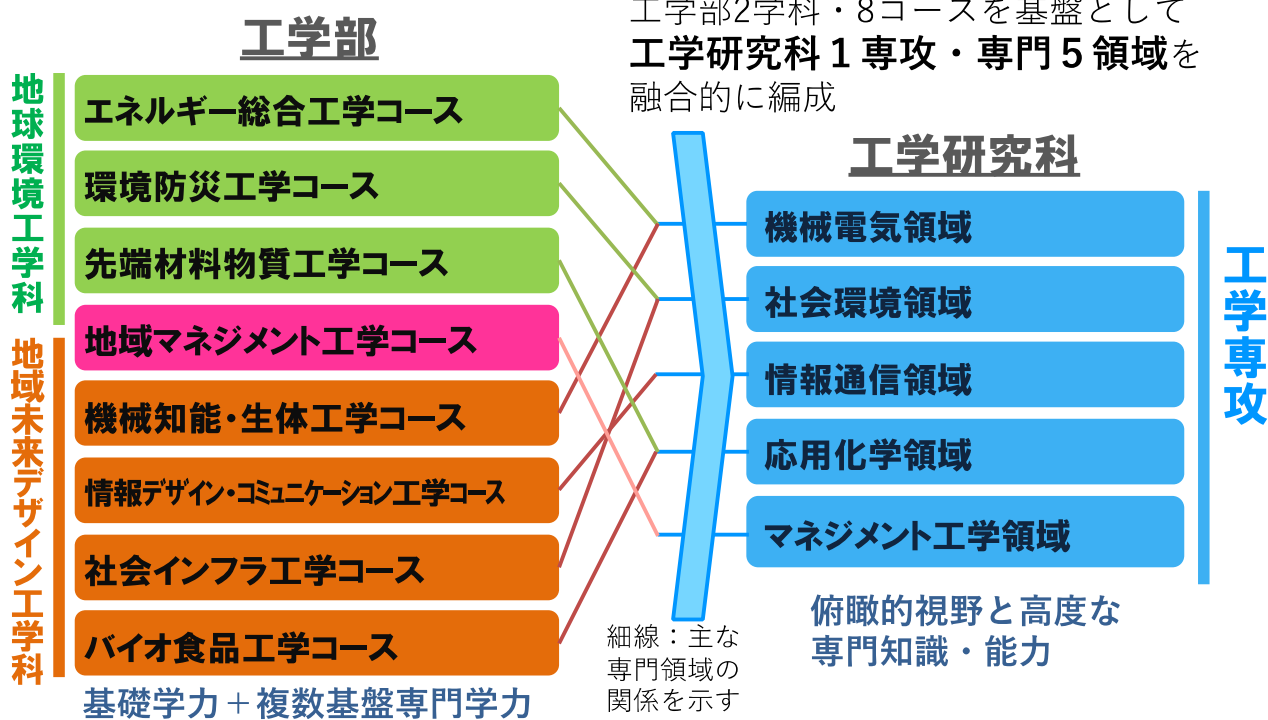 工学部
工学部2学科・8コースを基盤として
工学研究科1専攻・専門5領域を
融合的に編成
地球環境工学科
エネルギー総合工学コース
環境防災工学コース
先端材料物質工学コース
地域マネジメント工学コース
地域未来デザイン工学科
機械知能・生体工学コース
情報デザイン・コミュニケーション工学コース
社会インフラ工学コース
バイオ食品工学コース
基礎学力＋複数基盤専門学力
工学研究科
機械電気領域
社会環境領域
情報通信領域
応用化学領域
マネジメント工学領域
工学専攻
俯瞰的視野と高度な
専門知識・能力
細線：主な
専門領域の
関係を示す